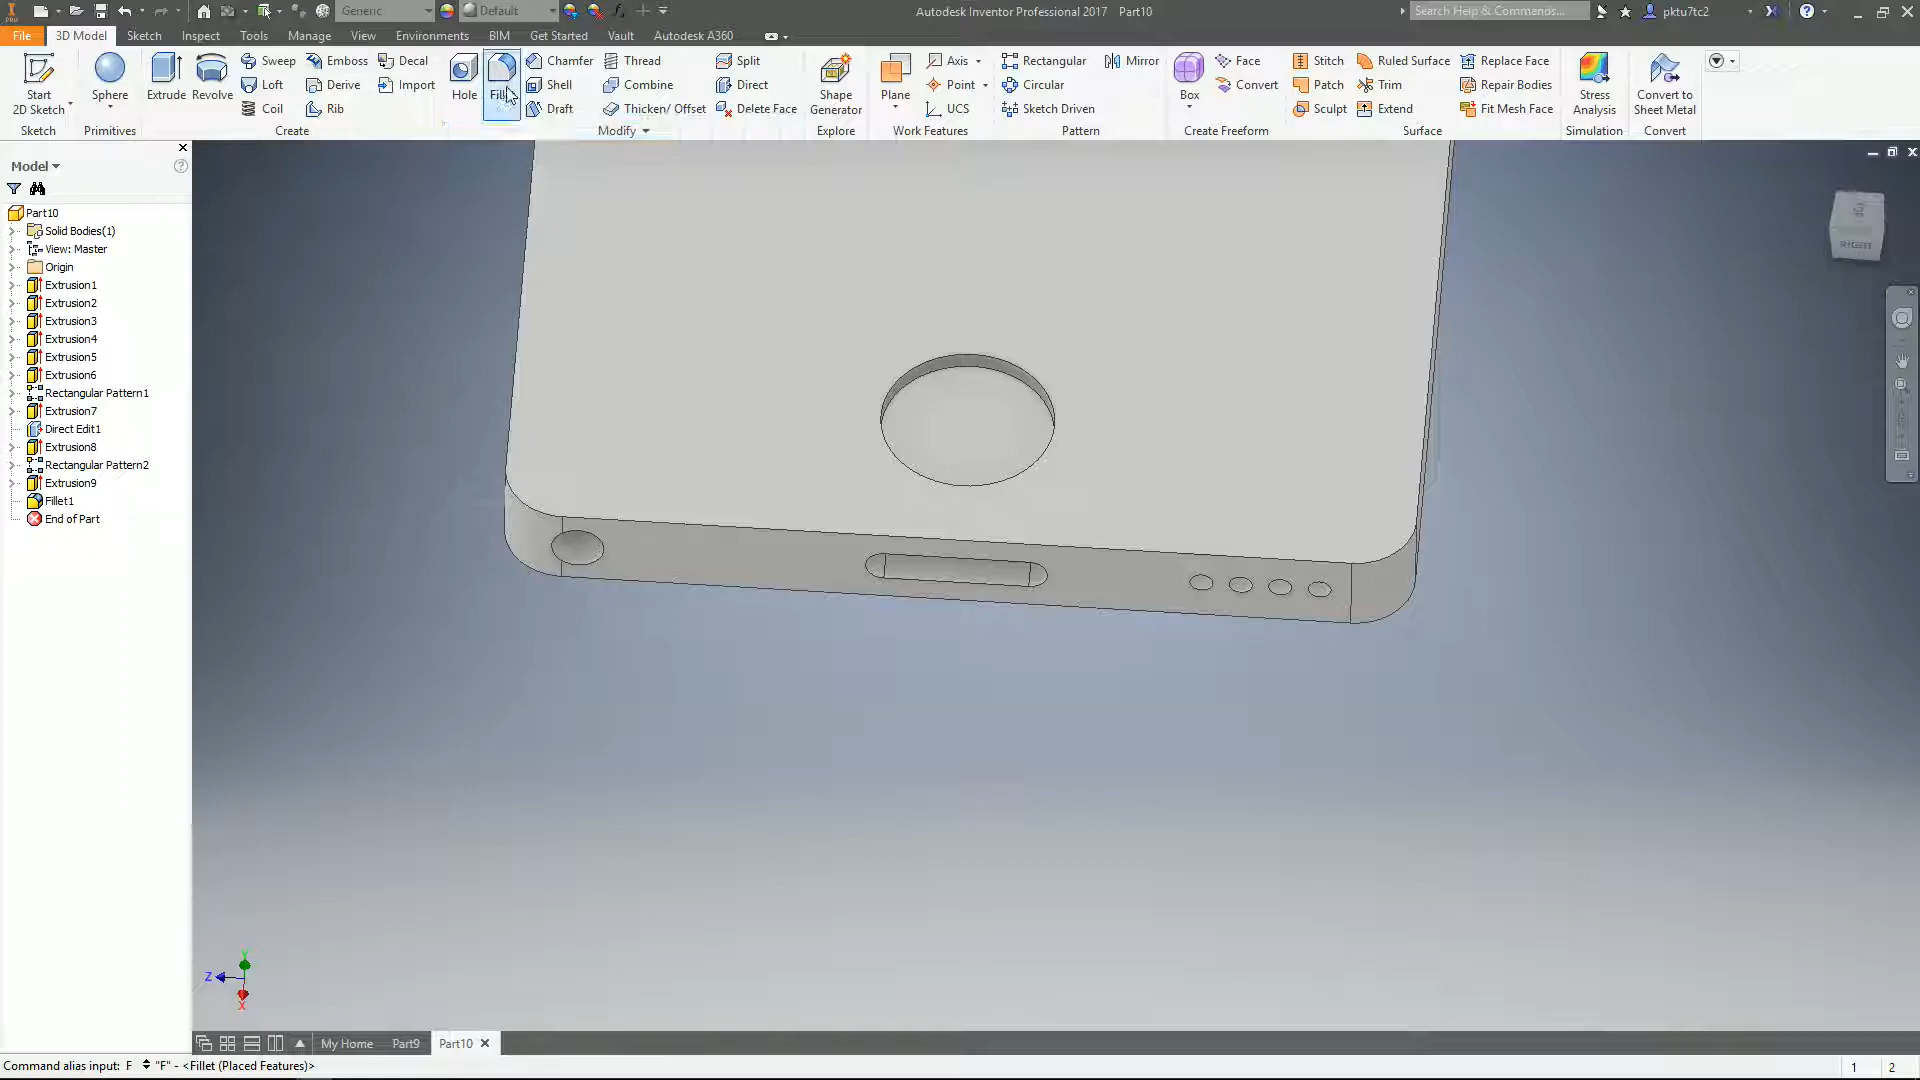 Generic
Default
Autodesk Inventor Professional 2017 Part10
Search Help & Commands...
pktu7tc2
PRO
File 3D Model Sketch Inspect Tools Manage View Environments BIM Get Started Vault Autodesk A360
Start
2D Sketch
Sphere
Extrude
Revolve
Sweep
Loft
Coil
Emboss
Derive
Rib
Decal
Import
Hole
Chamfer
Shell
Draft
Thread
Combine
Thicken/ Offset
Split
Direct
Delete Face
Shape
Generator
Plane
Axis
Point
UCS
Rectangular
Circular
Sketch Driven
Mirror
Box
Face
Convert
Stitch
Patch
Sculpt
Ruled Surface
Trim
Extend
Replace Face
Repair Bodies
Fit Mesh Face
Stress
Analysis
Convert to
Sheet Metal
Sketch Primitives Create Modify Explore Work Features Pattern Create Freeform Surface Simulation Convert
Model
Part10
Solid Bodies(1)
View: Master
Origin
Extrusion1
Extrusion2
Extrusion3
Extrusion4
Extrusion5
Extrusion6
Rectangular Pattern1
Extrusion7
Direct Edit1
Extrusion8
Rectangular Pattern2
Extrusion9
Fillet1
End of Part
RIGHT
Y
Z
X
My Home Part9 Part10
Command alias input: F "F" - <Fillet (Placed Features)>
1 2